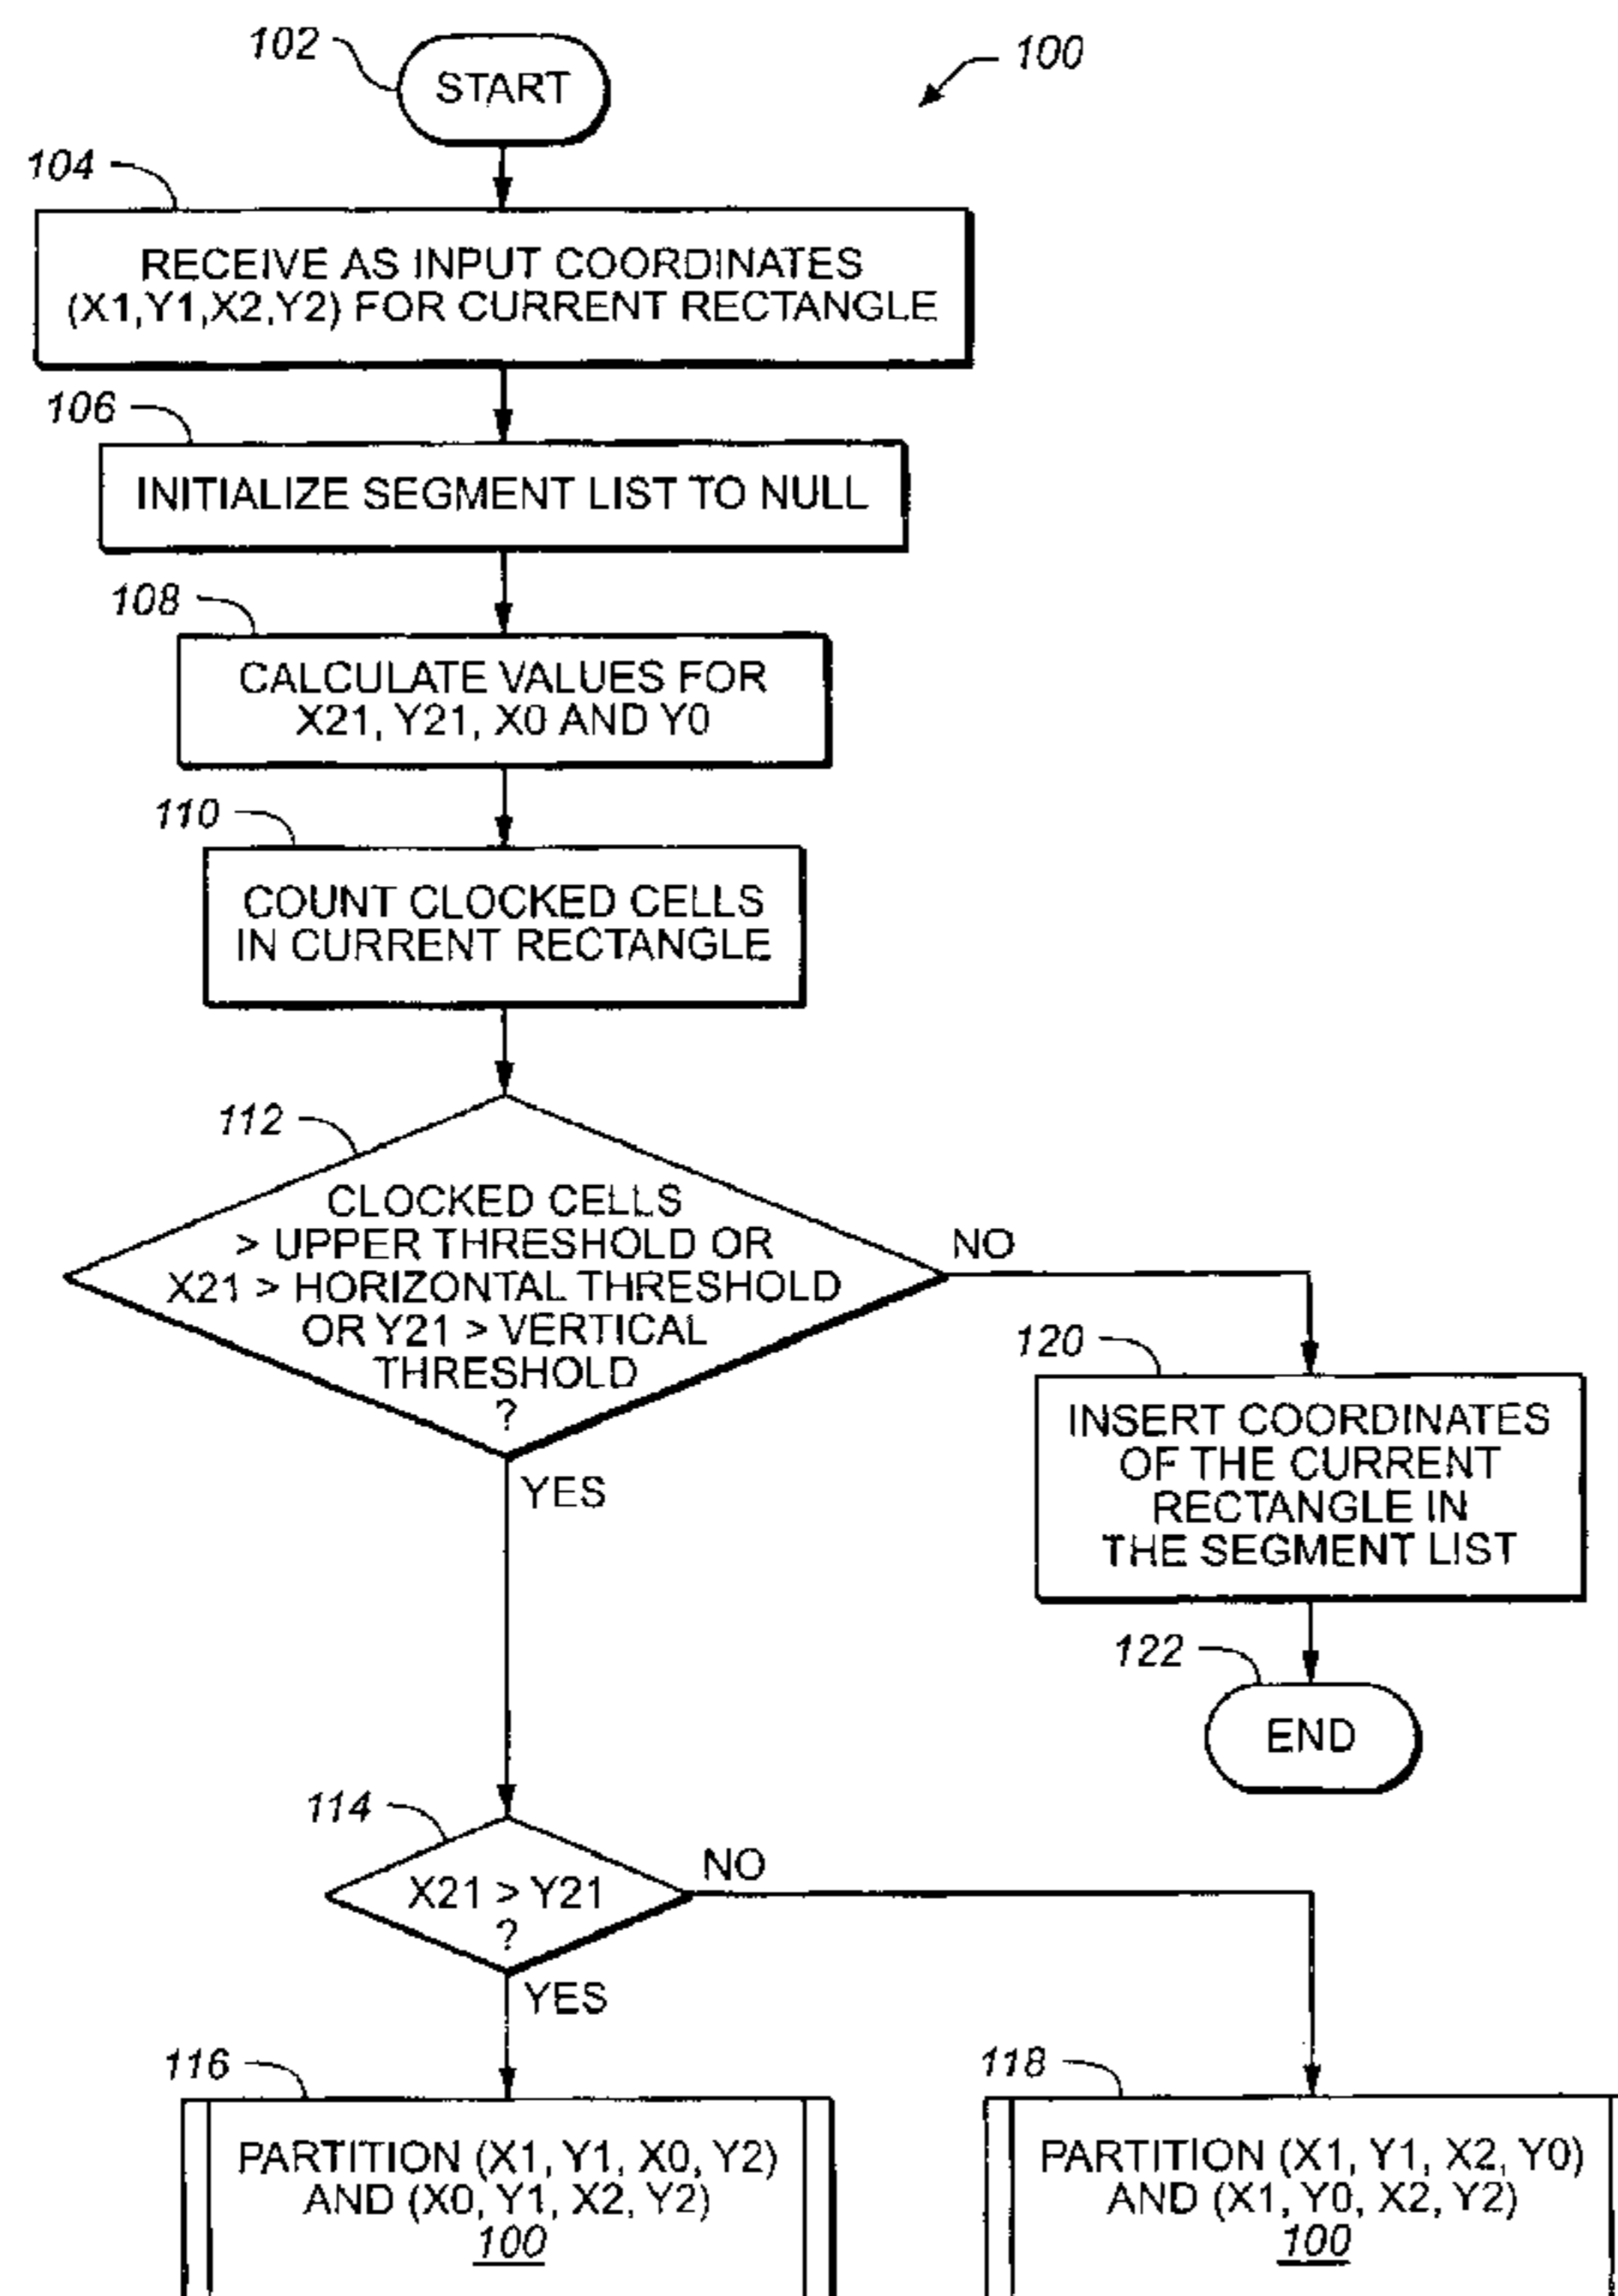 102
START
100
104
RECEIVE AS INPUT COORDINATES
(X1,Y1,X2,Y2) FOR CURRENT RECTANGLE
106
INITIALIZE SEGMENT LIST TO NULL
108
CALCULATE VALUES FOR
X21, Y21, X0 AND Y0
110
COUNT CLOCKED CELLS
IN CURRENT RECTANGLE
112
CLOCKED CELLS
> UPPER THRESHOLD OR
X21 > HORIZONTAL THRESHOLD
OR Y21 > VERTICAL
THRESHOLD
?
NO
YES
120
INSERT COORDINATES
OF THE CURRENT
RECTANGLE IN
THE SEGMENT LIST
122
END
114
X21 > Y21
?
NO
YES
116
PARTITION (X1, Y1, X0, Y2)
AND (X0, Y1, X2, Y2)
100
118
PARTITION (X1, Y1, X2, Y0)
AND (X1, Y0, X2, Y2)
100